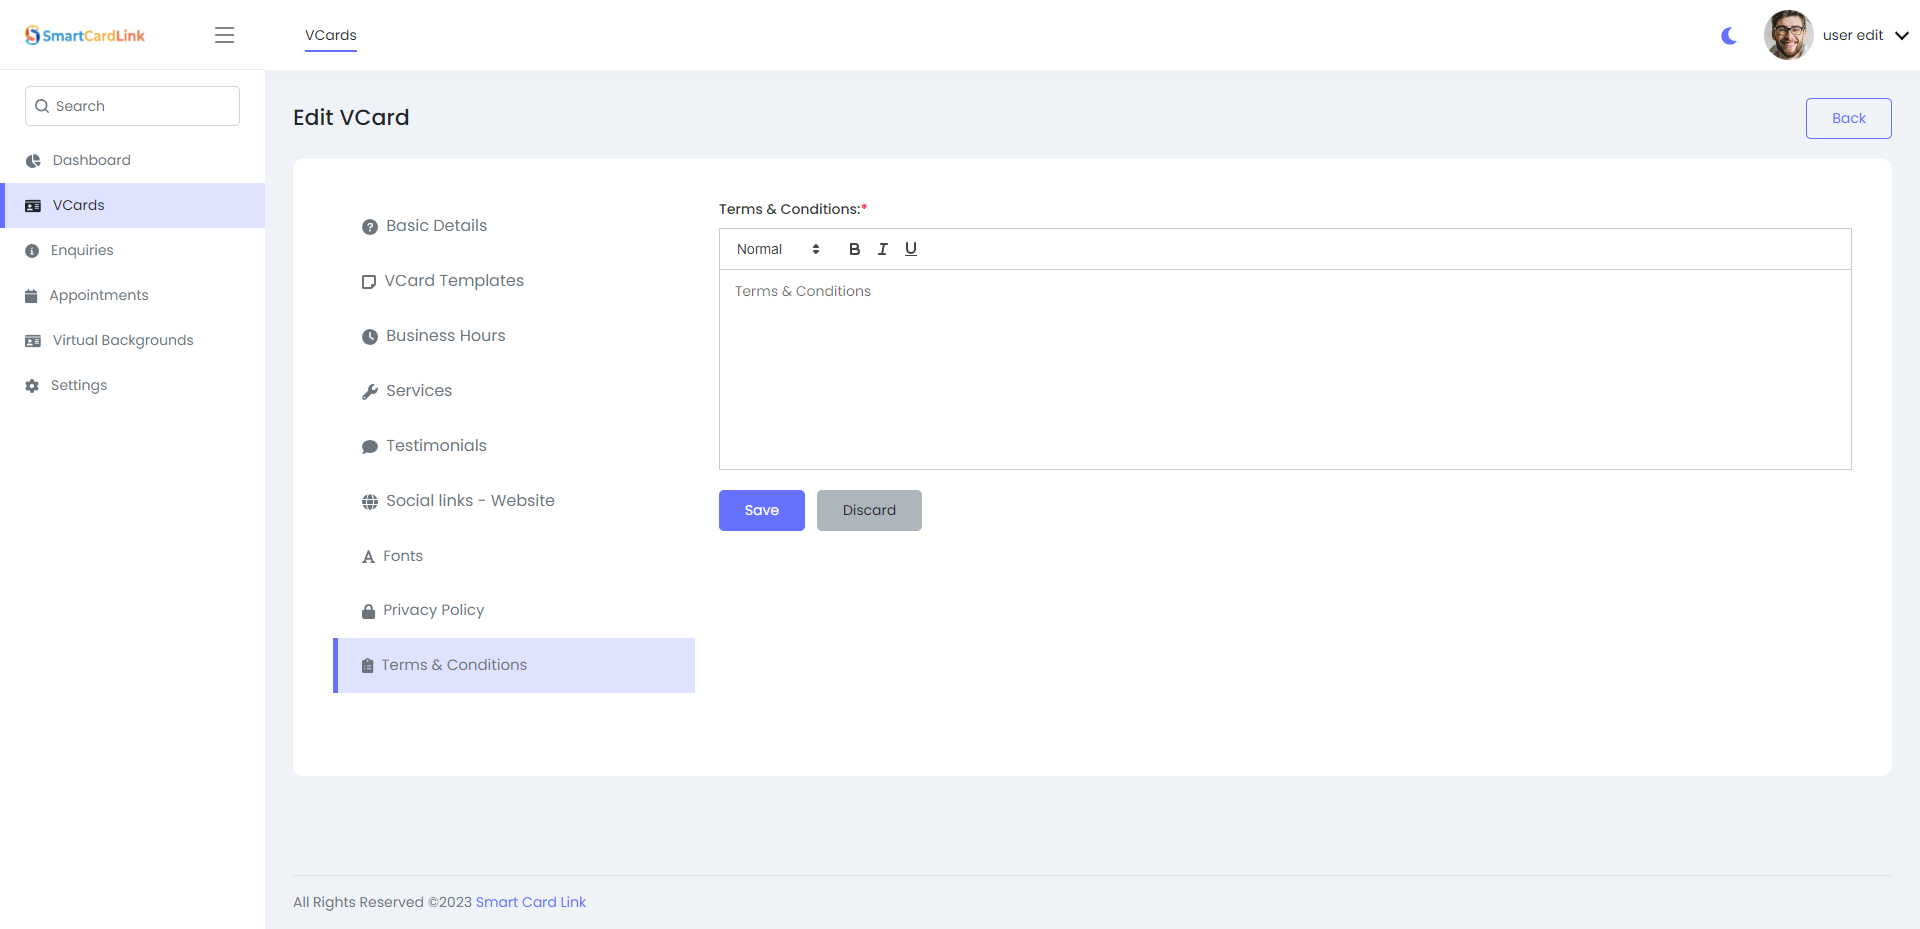 SmartCardLink
VCards
user edit
Search
Dashboard
VCards
Enquiries
Appointments
Virtual Backgrounds
Settings
Edit VCard
Back
Basic Details
VCard Templates
Business Hours
Services
Testimonials
Social links - Website
Fonts
Privacy Policy
Terms & Conditions
Terms & Conditions:*
Normal B I U
Terms & Conditions
Save Discard
All Rights Reserved ©2023 Smart Card Link